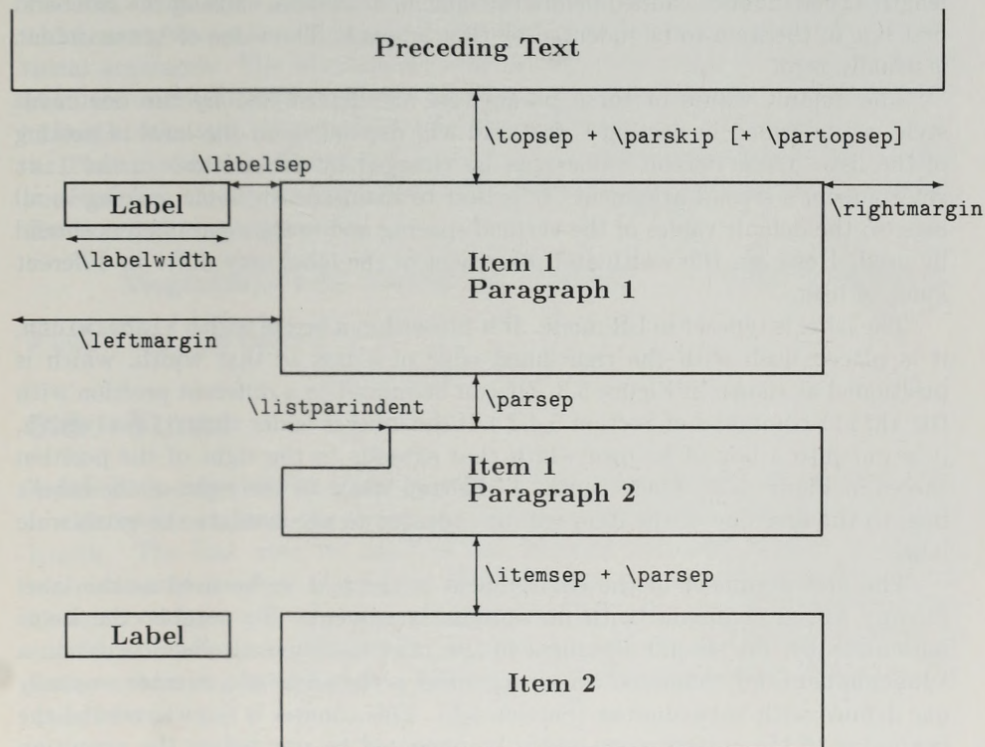 Preceding Text
\topsep + \parskip [+ \partopsep]
\labelsep
Label
\rightmargin
\labelwidth
Item 1
Paragraph 1
\leftmargin
\listparindent
\parsep
Item 1
Paragraph 2
\itemsep + \parsep
Label
Item 2